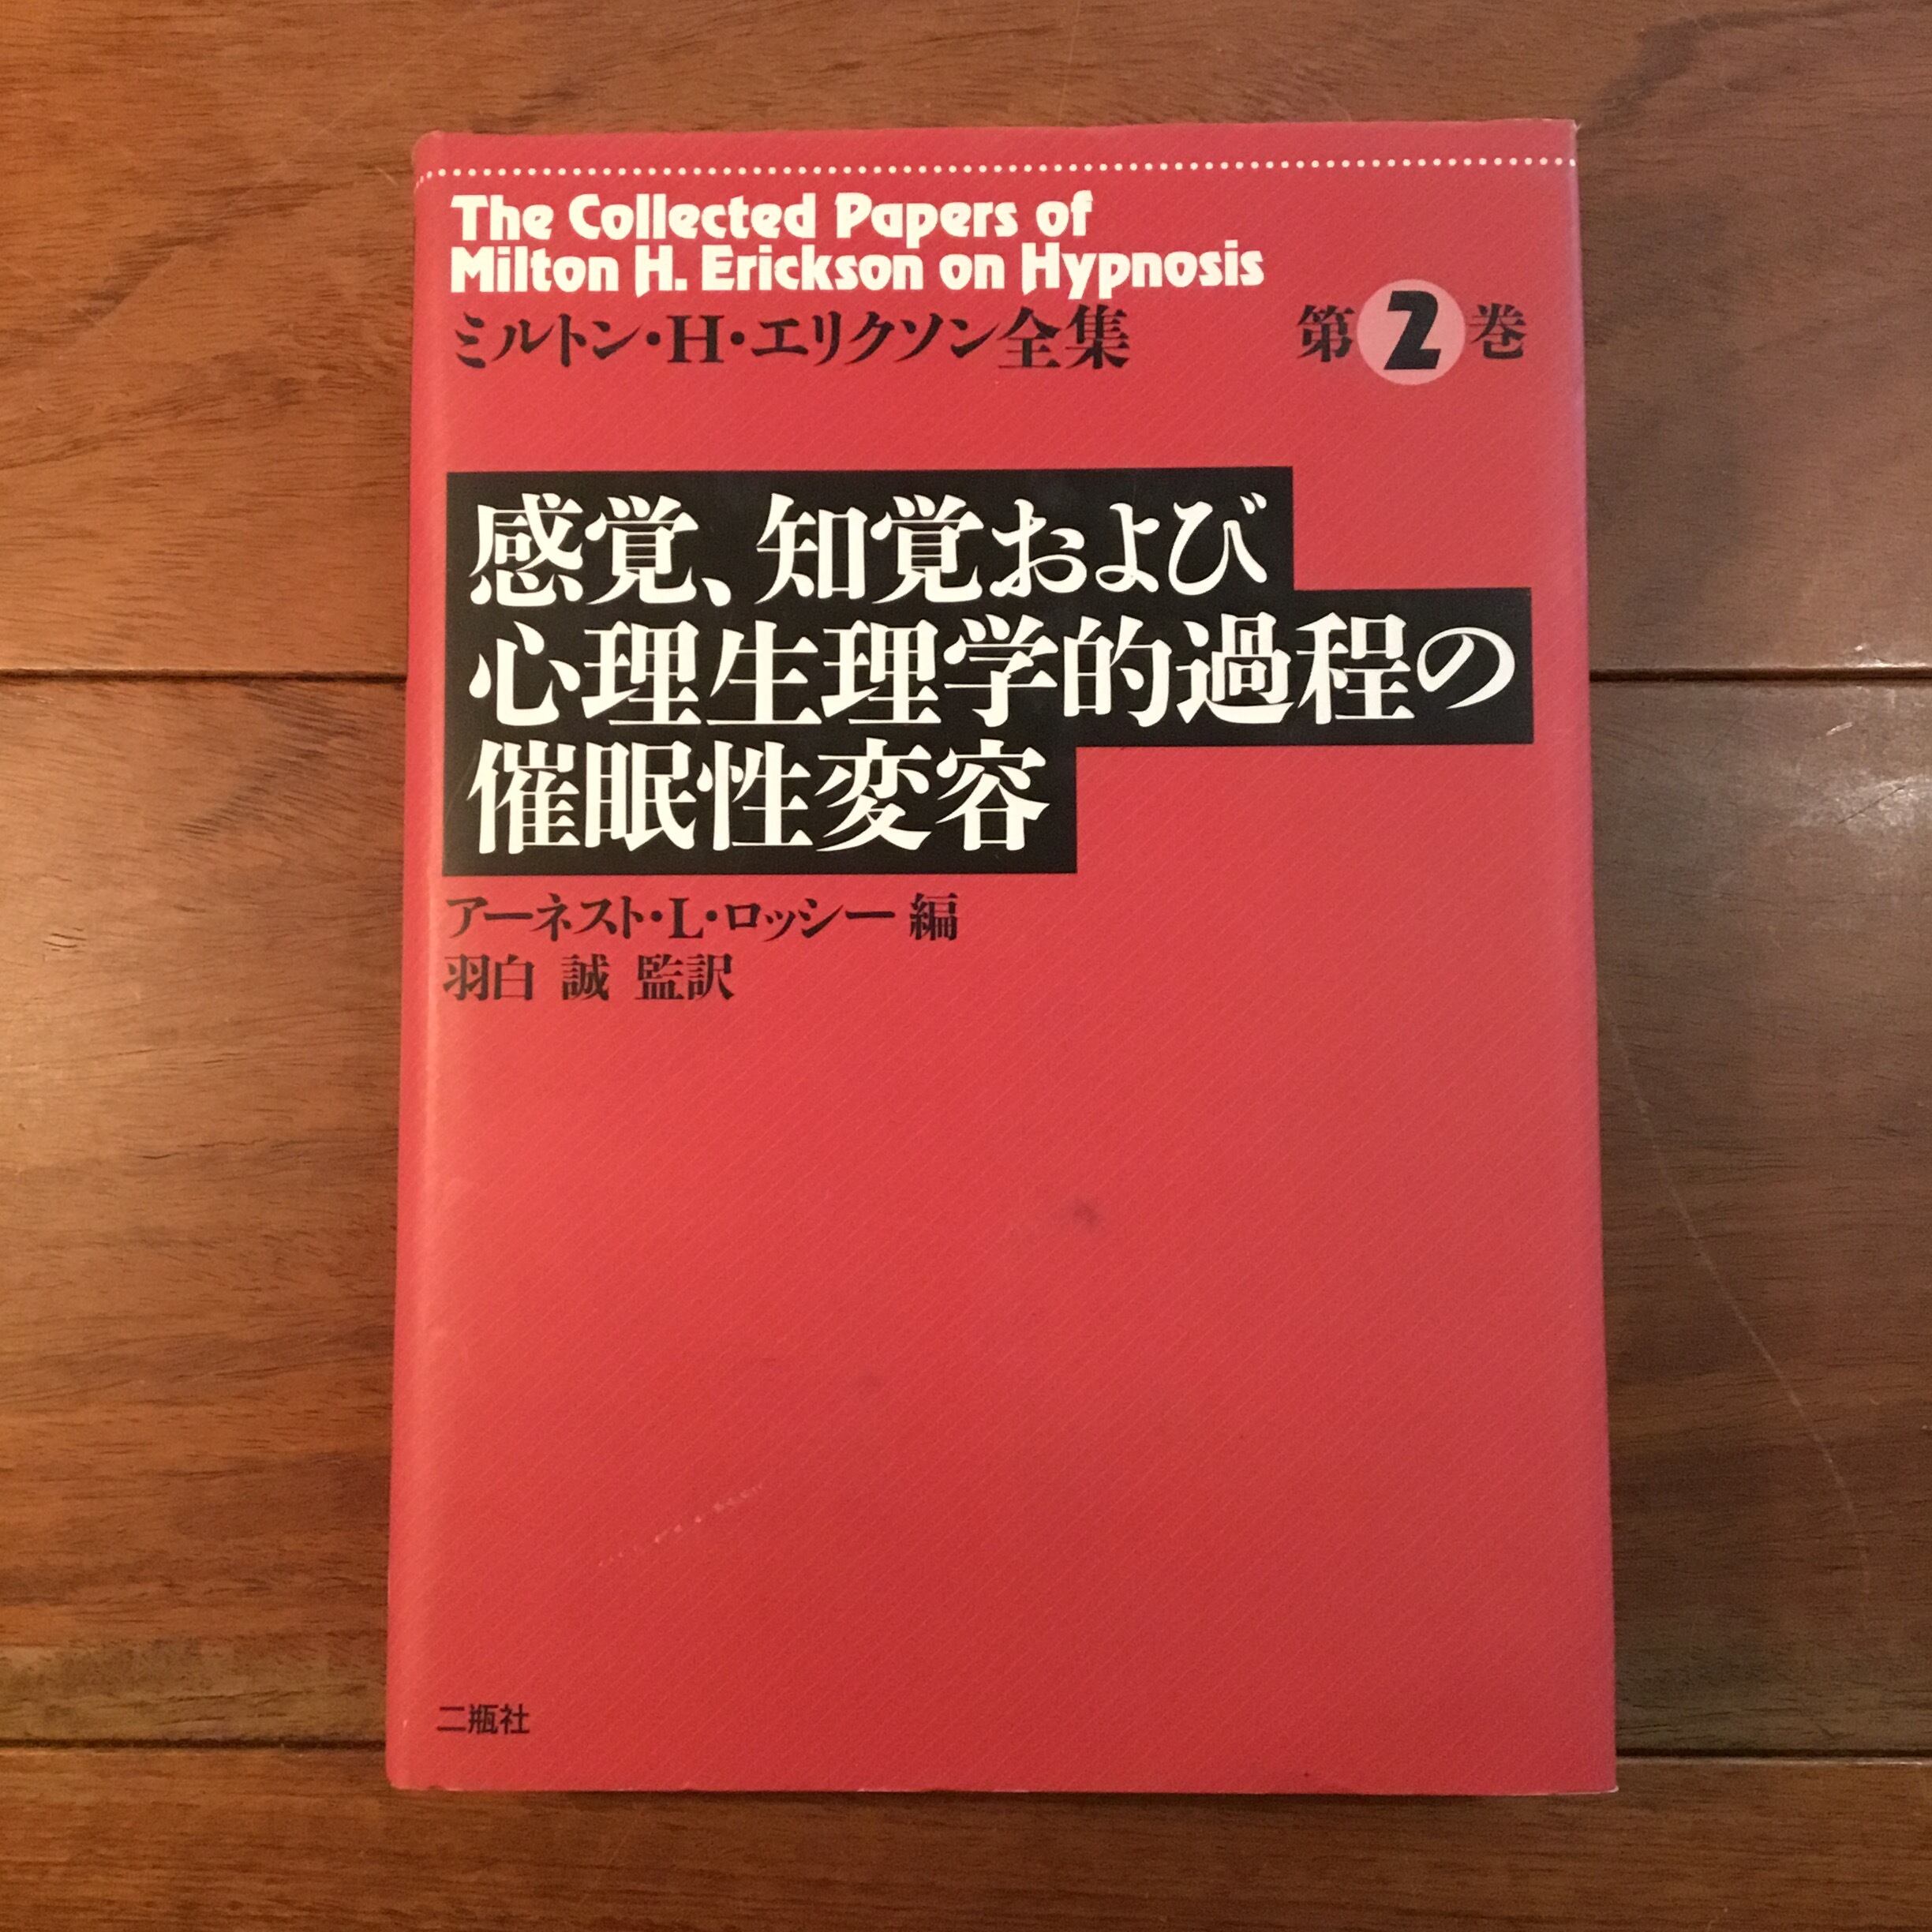 The Collected Papers of
Milton H. Erickson on Hypnosis
ミルトン・H・エリクソン全集 第2巻
感覚、知覚および
心理生理学的過程の
催眠性変容
アーネスト・L・ロッシー 編
羽白 誠 監訳
二瓶社